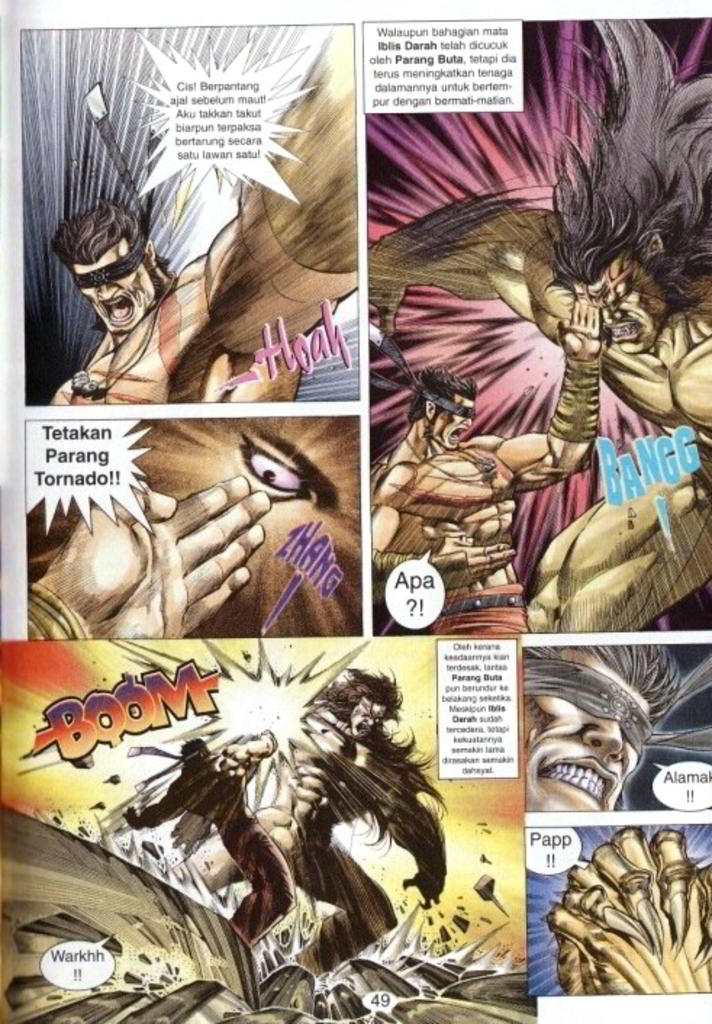 Cis! Berpantang
ajal sebelum maut!
Aku takkan takut
biarpun terpaksa
bertarung secara
satu lawan satu!
Hoah
Walaupun bahagian mata
Iblis Darah telah dicucuk
oleh Parang Buta, tetapi dia
terus meningkatkan tenaga
dalamannya untuk bertem-
pur dengan bermati-matian.
Tetakan
Parang
Tornado!!
ZHANG
!
BANGG
!
Apa
?!
BOOM
Oleh kerana
keadaannya kian
terdesak, lantas
Parang Buta
pun berundur ke
belakang seketika.
Meskipun Iblis
Darah sudah
tercedera, tetapi
kekuatannya
semakin lama
dirasakan semakin
dahsyat.
Alamak
!!
Papp
!!
Warkhh
!!
49